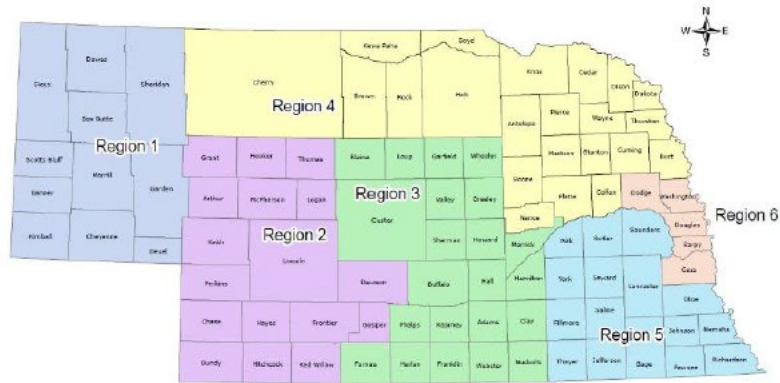 N
W E
S
Sioux
Dawes
Sheridan
Box Butte
Scotts Bluff
Region 1
Morrill
Banner
Garden
Kimball
Cheyenne
Deuel
Cherry
Region 4
Keya Paha
Boyd
Brown
Rock
Holt
Knox
Cedar
Dixon
Dakota
Antelope
Pierce
Wayne
Thurston
Madison
Stanton
Cuming
Burt
Boone
Platte
Colfax
Nance
Grant
Hooker
Thomas
Arthur
McPherson
Logan
Keith
Region 2
Lincoln
Perkins
Dawson
Chase
Hayes
Frontier
Gosper
Dundy
Hitchcock
Red Willow
Blaine
Loup
Garfield
Wheeler
Region 3
Custer
Valley
Greeley
Sherman
Howard
Merrick
Buffalo
Hall
Hamilton
Phelps
Kearney
Adams
Clay
Furnas
Harlan
Franklin
Webster
Nuckolls
Dodge
Washington
Region 6
Douglas
Sarpy
Cass
Polk
Butler
Saunders
York
Seward
Lancaster
Otoe
Fillmore
Saline
Region 5
Johnson
Nemaha
Thayer
Jefferson
Gage
Pawnee
Richardson